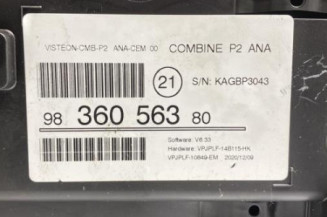 VISTEON-CMB-P2 ANA-CEM 00 COMBINE P2 ANA
21 S/N: KAGBP3043
98 360 563 80
Software: V6.33
Hardware: VPJPLF-14B115-HK
VPJPLF-10849-EM 2020/12/09